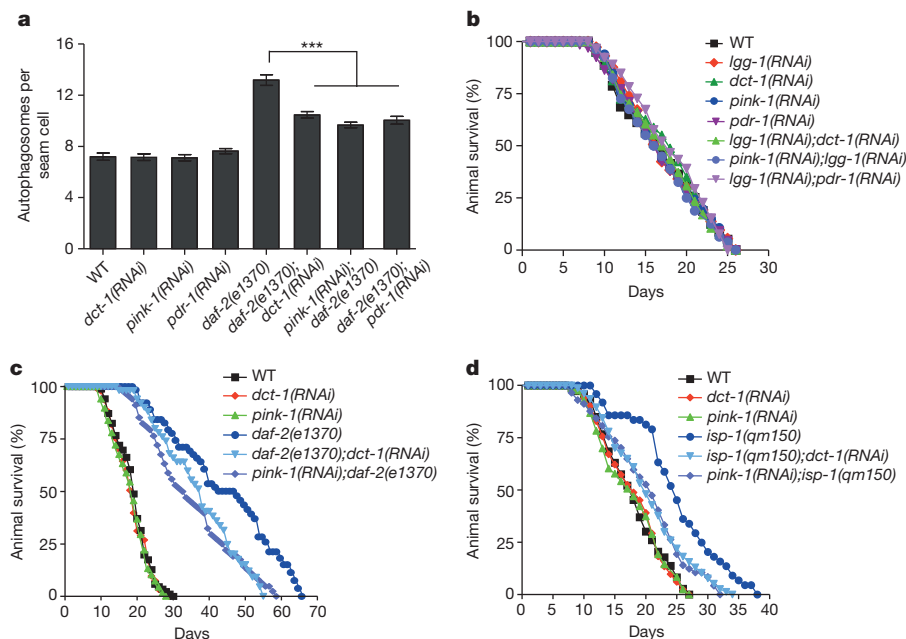 a
Autophagosomes per
seam cell
16
12
8
4
0
***
WT
dct-1(RNAi)
pink-1(RNAi)
pdr-1(RNAi)
daf-2(e1370)
daf-2(e1370);
dct-1(RNAi)
pink-1(RNAi);
daf-2(e1370)
daf-2(e1370);
pdr-1(RNAi)
b
Animal survival (%)
100
75
50
25
0
0 5 10 15 20 25 30
Days
WT
lgg-1(RNAi)
dct-1(RNAi)
pink-1(RNAi)
pdr-1(RNAi)
lgg-1(RNAi);dct-1(RNAi)
pink-1(RNAi);lgg-1(RNAi)
lgg-1(RNAi);pdr-1(RNAi)
c
Animal survival (%)
100
75
50
25
0
0 10 20 30 40 50 60 70
Days
WT
dct-1(RNAi)
pink-1(RNAi)
daf-2(e1370)
daf-2(e1370);dct-1(RNAi)
pink-1(RNAi);daf-2(e1370)
d
Animal survival (%)
100
75
50
25
0
0 5 10 15 20 25 30 35 40
Days
WT
dct-1(RNAi)
pink-1(RNAi)
isp-1(qm150)
isp-1(qm150);dct-1(RNAi)
pink-1(RNAi);isp-1(qm150)